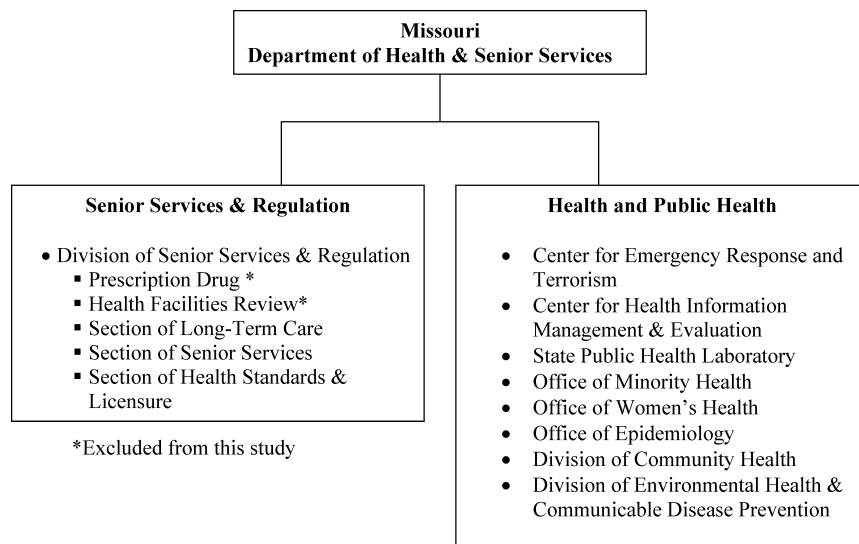 Missouri
Department of Health & Senior Services
Senior Services & Regulation
• Division of Senior Services & Regulation
▪ Prescription Drug *
▪ Health Facilities Review*
▪ Section of Long-Term Care
▪ Section of Senior Services
▪ Section of Health Standards &
Licensure
*Excluded from this study
Health and Public Health
• Center for Emergency Response and
Terrorism
• Center for Health Information
Management & Evaluation
• State Public Health Laboratory
• Office of Minority Health
• Office of Women’s Health
• Office of Epidemiology
• Division of Community Health
• Division of Environmental Health &
Communicable Disease Prevention